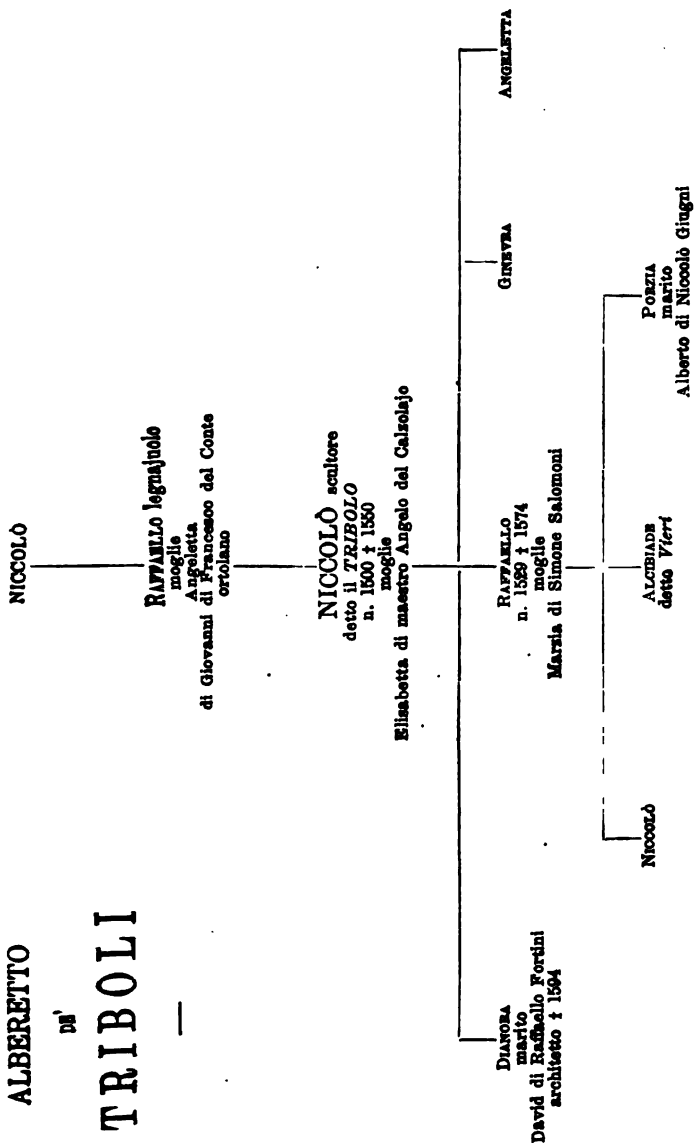 ALBERETTO
DE'
TRIBOLI
NICCOLÒ
RAFFAELLO legnajuolo
moglie
Angeletta
di Giovanni di Francesco del Conte
ortolano
NICCOLÒ scultore
detto il TRIBOLO
n. 1500 † 1550
moglie
Elisabetta di maestro Angelo del Calzolajo
DIANORA
marito
David di Raffaello Fortini
architetto † 1594
RAFFAELLO
n. 1529 † 1574
moglie
Marzia di Simone Salomoni
GINEVRA
ANGELETTA
NICCOLÒ
ALCIBIADE
detto Vieri
PORZIA
marito
Alberto di Niccolò Giugni